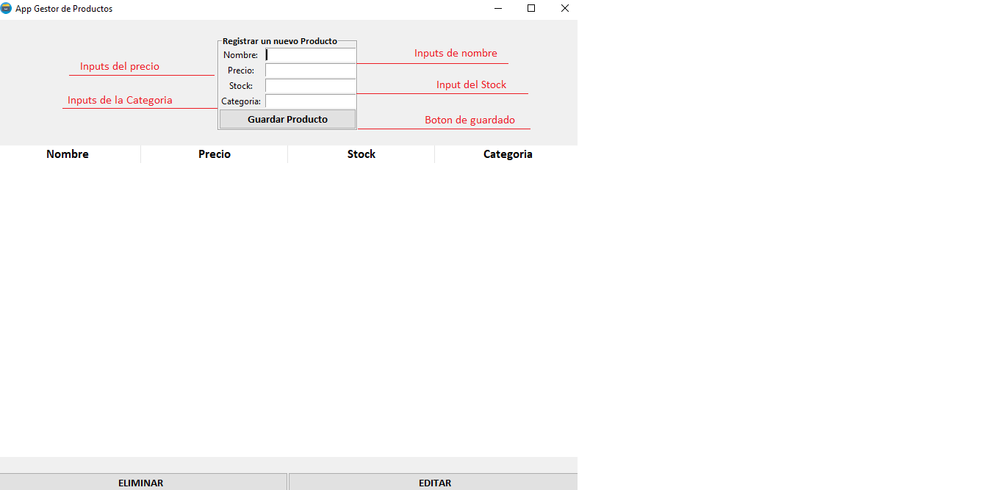 App Gestor de Productos
Registrar un nuevo Producto
Nombre:
Inputs de nombre
Inputs del precio
Precio:
Stock:
Input del Stock
Inputs de la Categoria
Categoria:
Guardar Producto
Boton de guardado
Nombre Precio Stock Categoria
ELIMINAR EDITAR